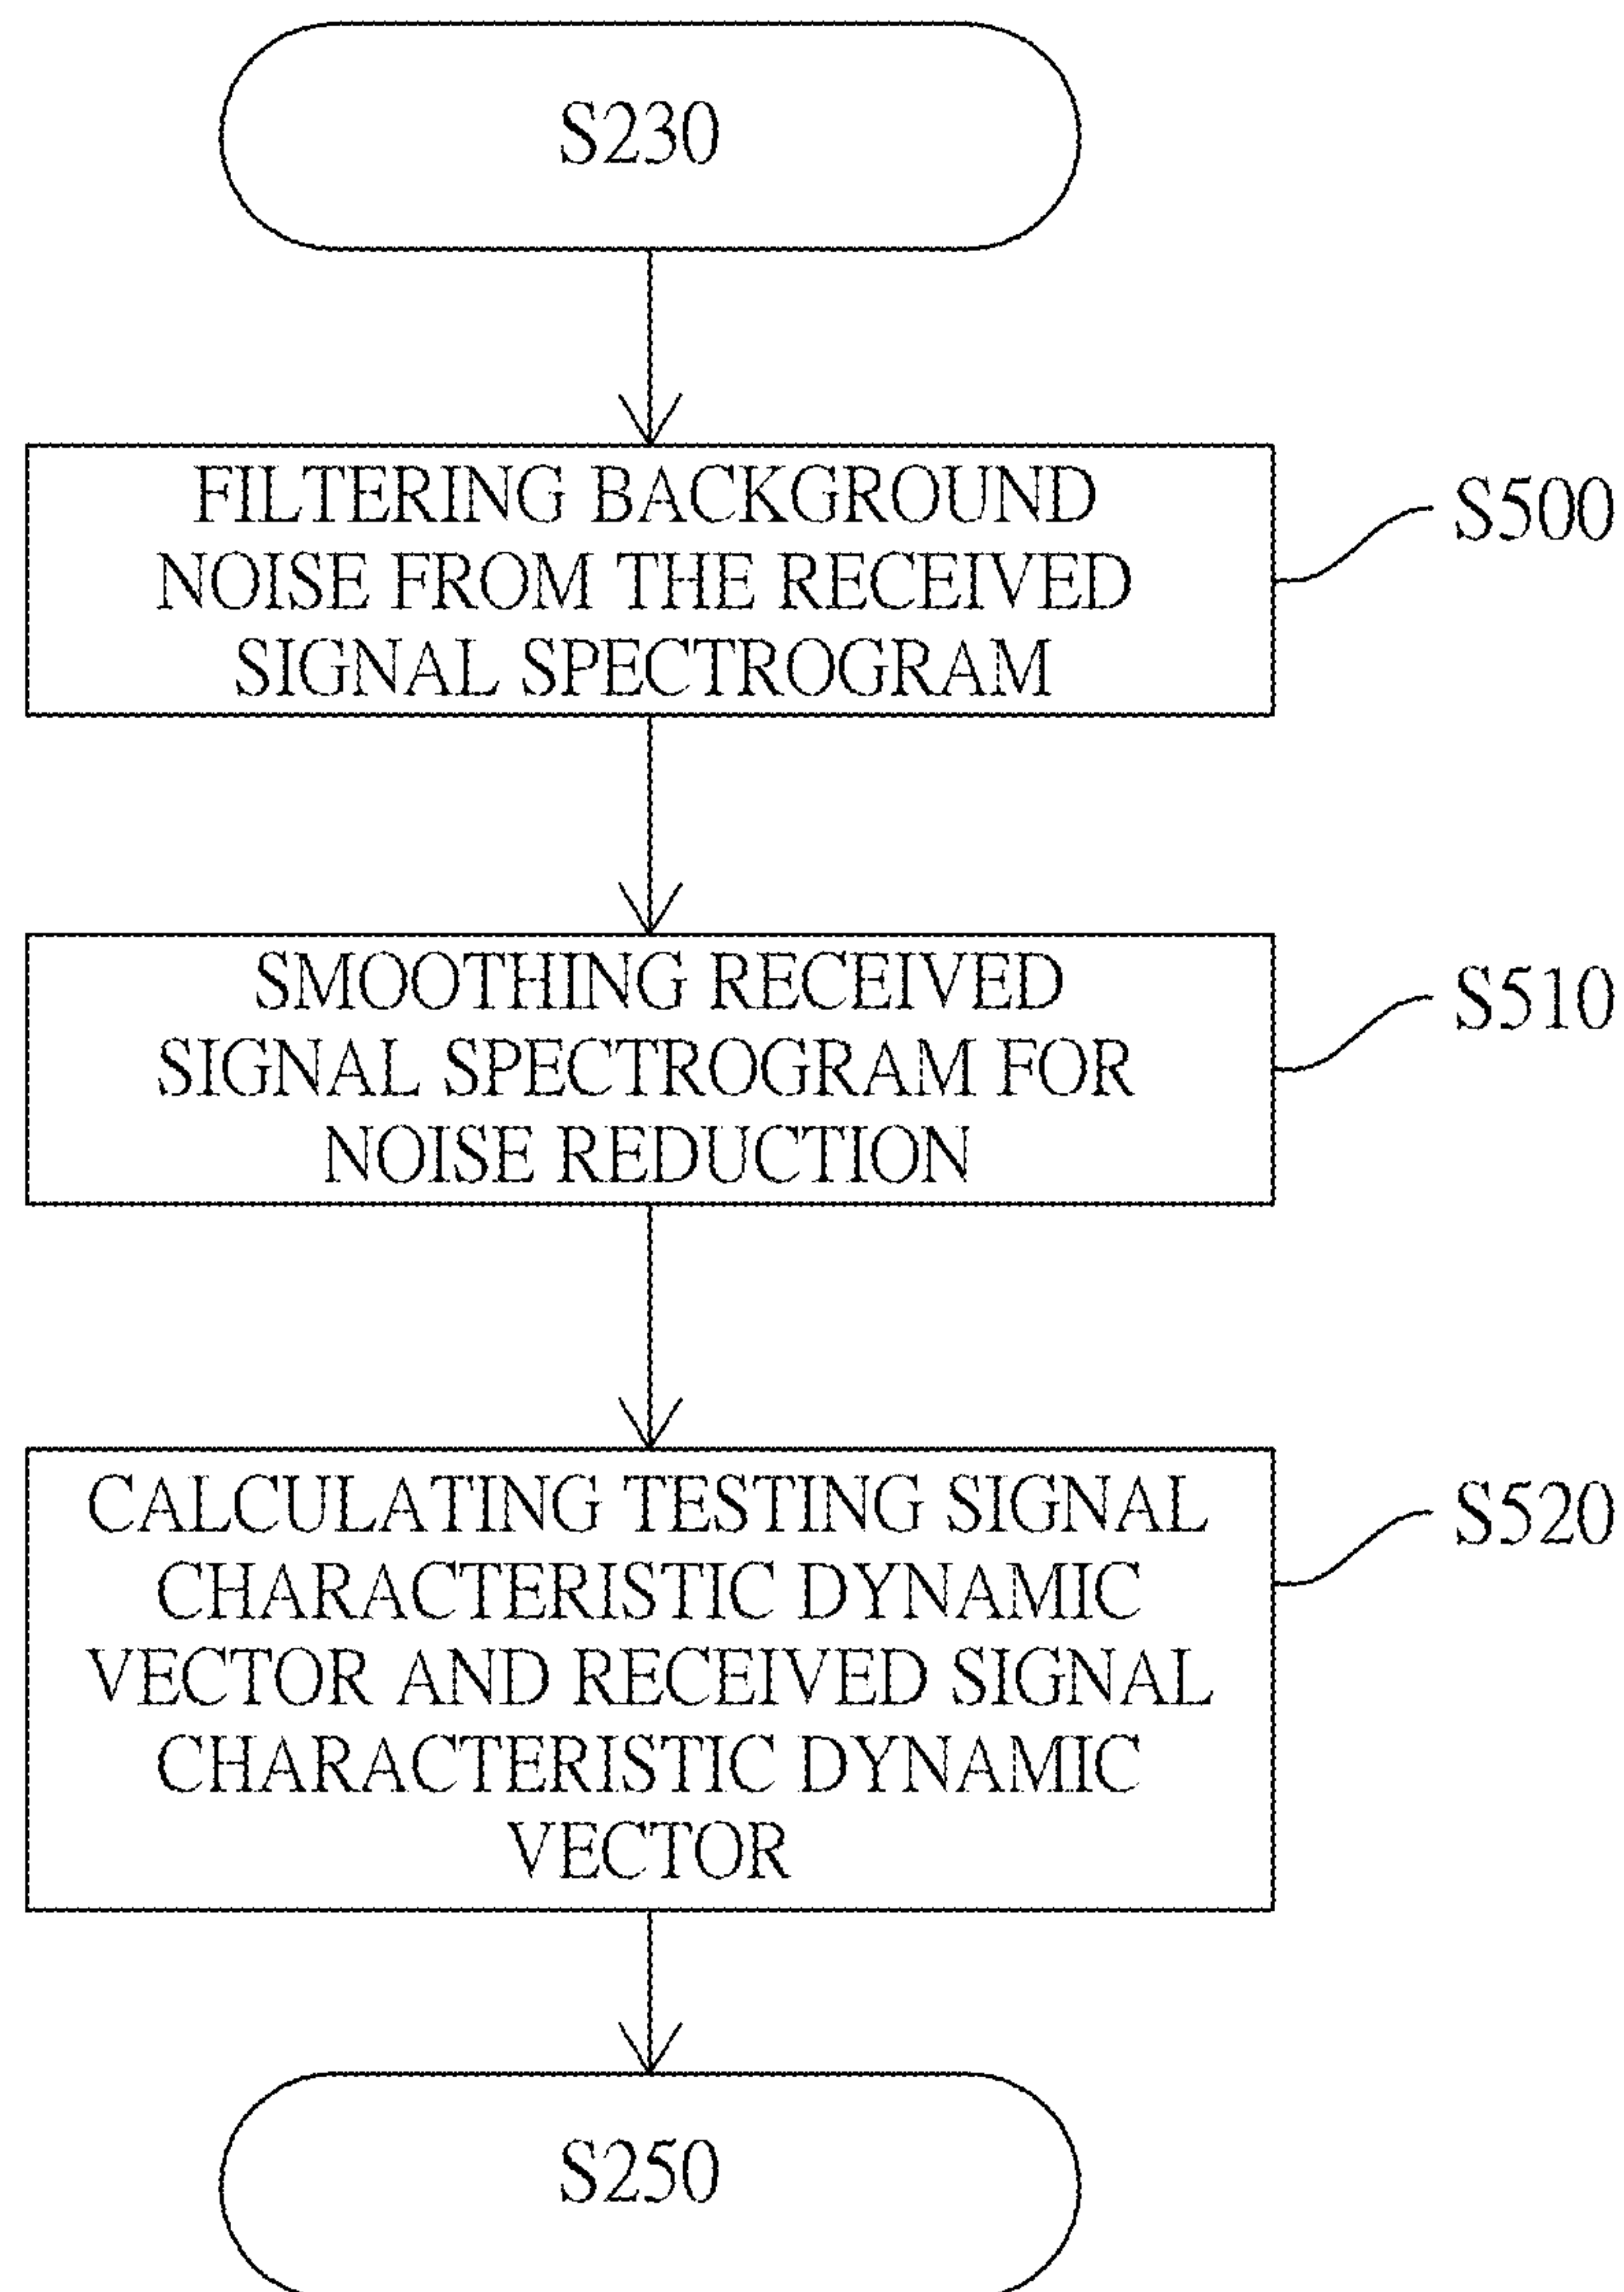 S230
FILTERING BACKGROUND
NOISE FROM THE RECEIVED
SIGNAL SPECTROGRAM
S500
SMOOTHING RECEIVED
SIGNAL SPECTROGRAM FOR
NOISE REDUCTION
S510
CALCULATING TESTING SIGNAL
CHARACTERISTIC DYNAMIC
VECTOR AND RECEIVED SIGNAL
CHARACTERISTIC DYNAMIC
VECTOR
S520
S250